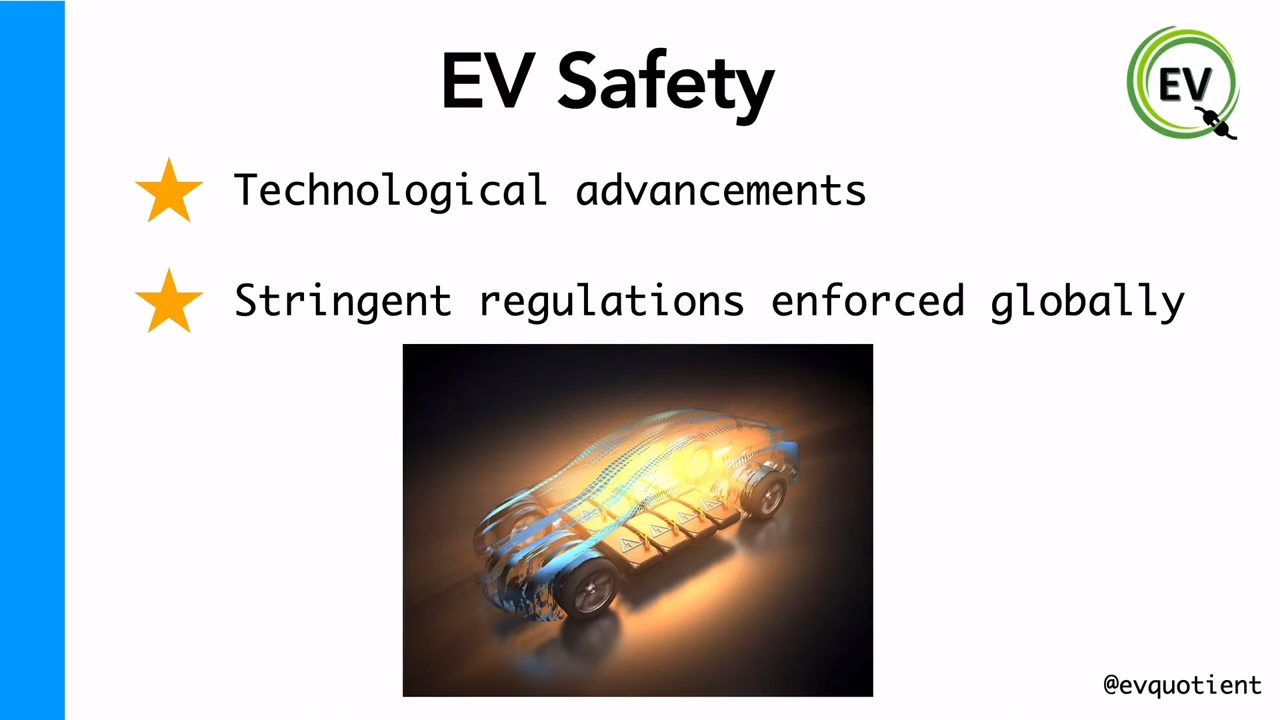 EV Safety
EV
Technological advancements
Stringent regulations enforced globally
@evquotient